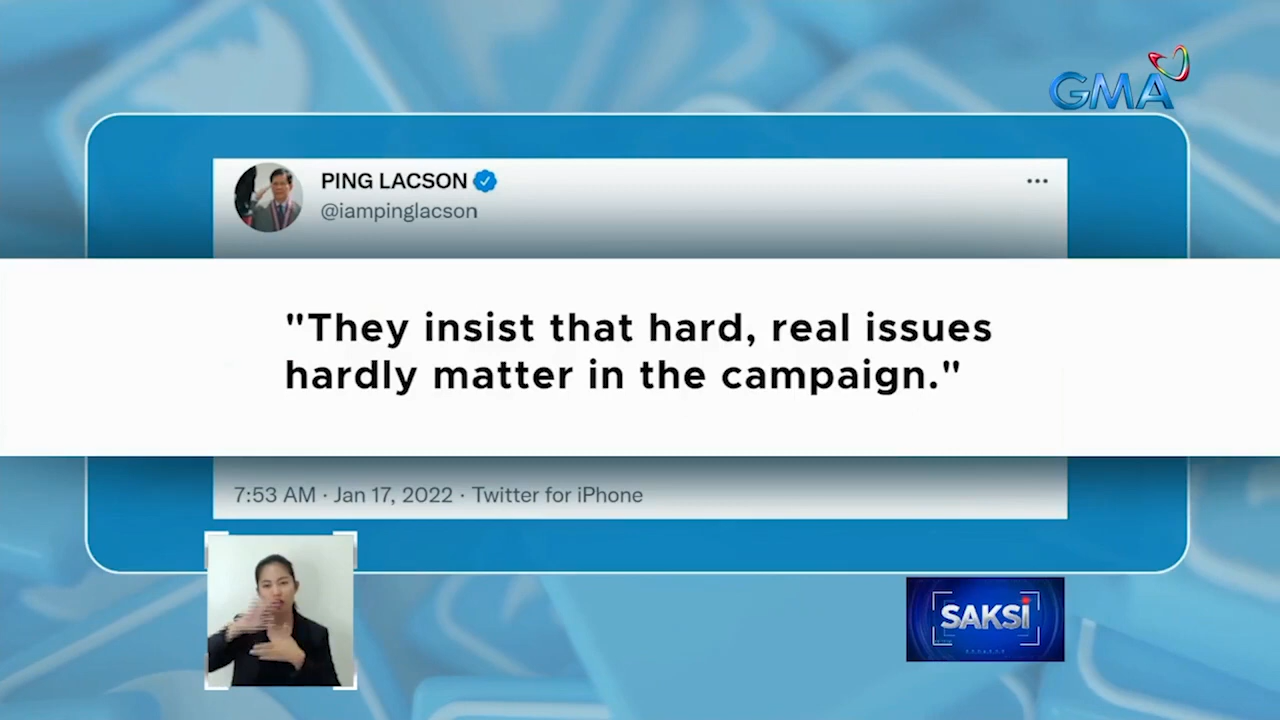 GMA
PING LACSON
@iampinglacson
"They insist that hard, real issues
hardly matter in the campaign."
7:53 AM · Jan 17, 2022 · Twitter for iPhone
SAKSI